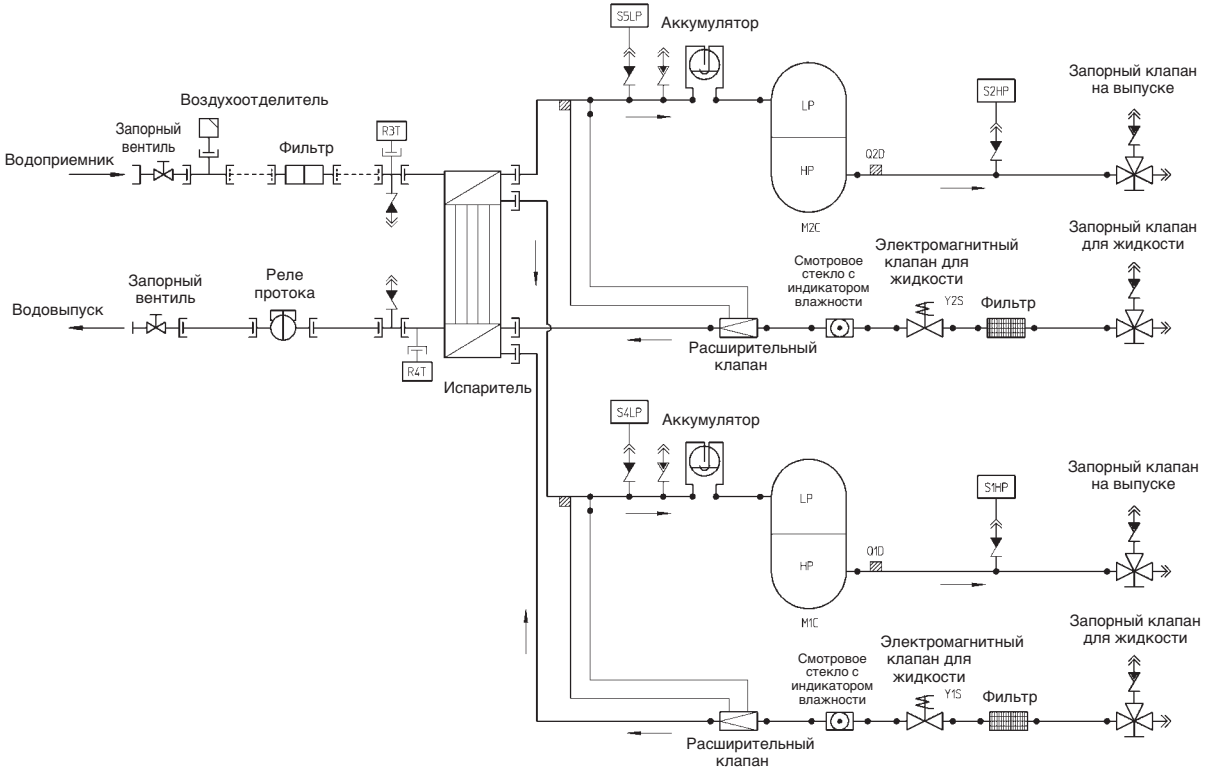 S5LP
Аккумулятор
Запорный клапан
на выпуске
S2HP
LP
Воздухоотделитель
Запорный
вентиль
Фильтр
R3T
Водоприемник
Q2D
HP
M2C
Запорный клапан
для жидкости
Электромагнитный
клапан для
жидкости
Смотровое
стекло с
индикатором
влажности
Y2S
Фильтр
Запорный
вентиль
Реле
протока
Водовыпуск
Расширительный
клапан
R4T
Испаритель
S4LP
Аккумулятор
Запорный клапан
на выпуске
S1HP
LP
Q1D
HP
M1C
Запорный клапан
для жидкости
Электромагнитный
клапан для
жидкости
Смотровое
стекло с
индикатором
влажности
Y1S
Фильтр
Расширительный
клапан